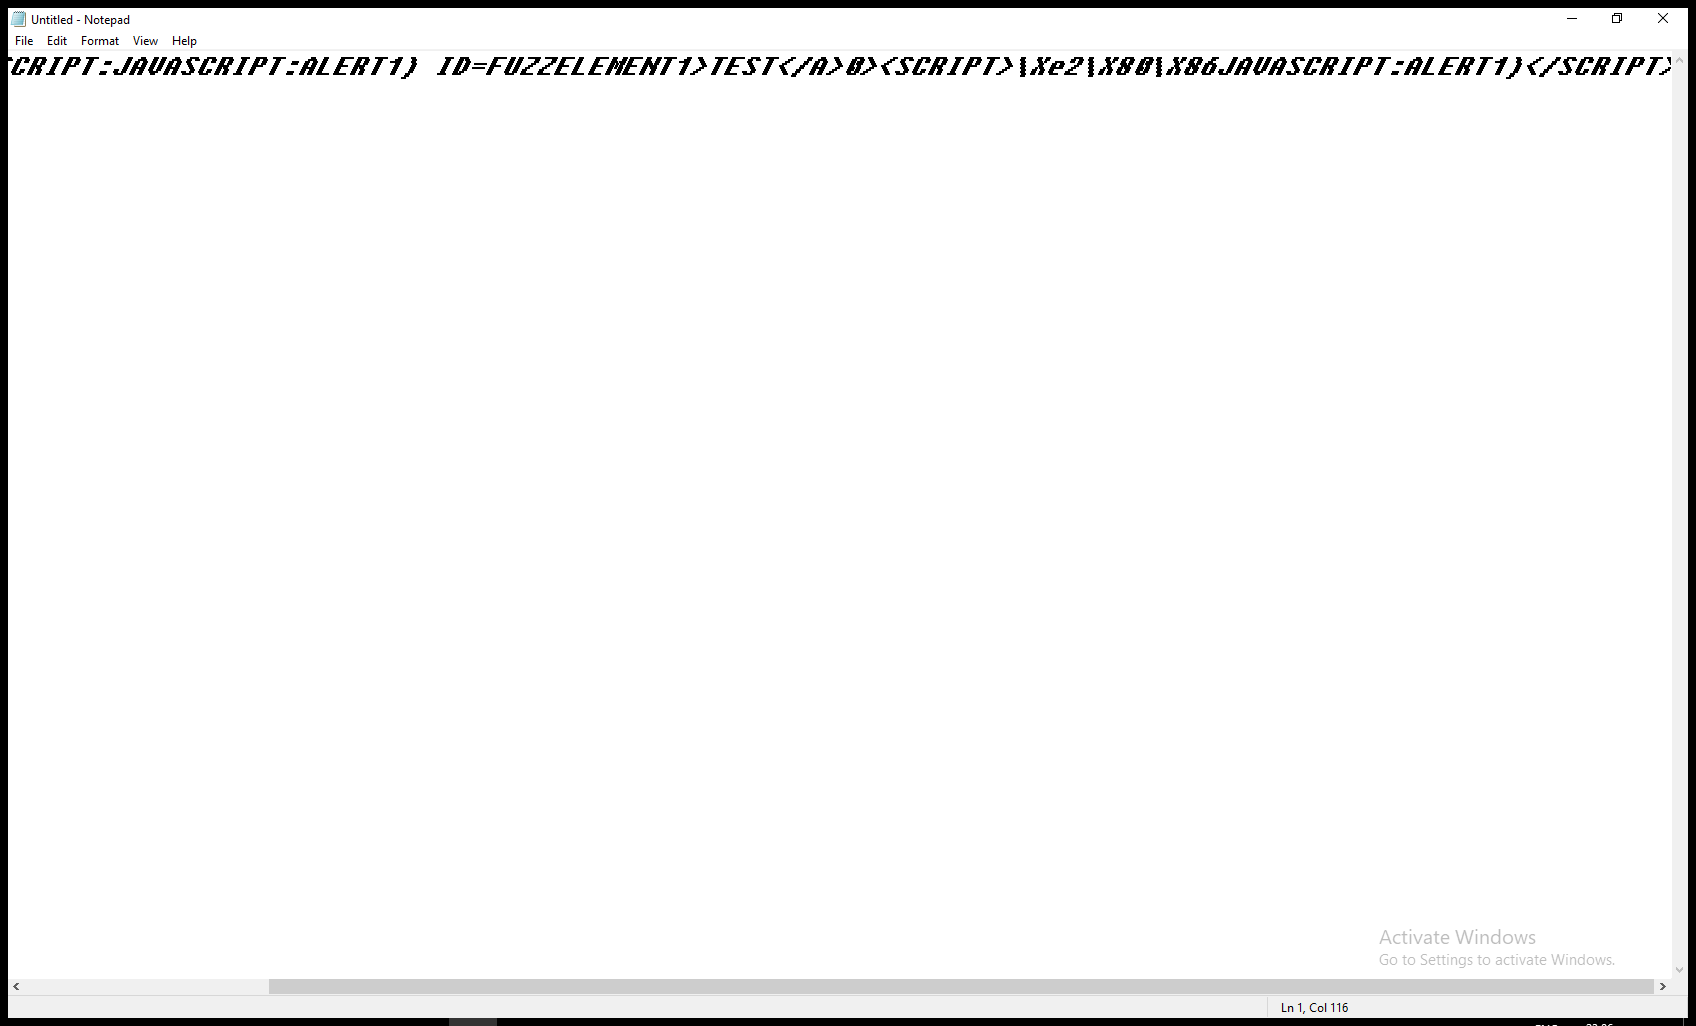 Untitled - Notepad
File Edit Format View Help
CRIPT:JAVASCRIPT:ALERT1) ID=FUZZELEMENT1>TEST</A>0><SCRIPT>\Xe2\X80\X86JAVASCRIPT:ALERT1)</SCRIPT>
Activate Windows
Go to Settings to activate Windows.
Ln 1, Col 116